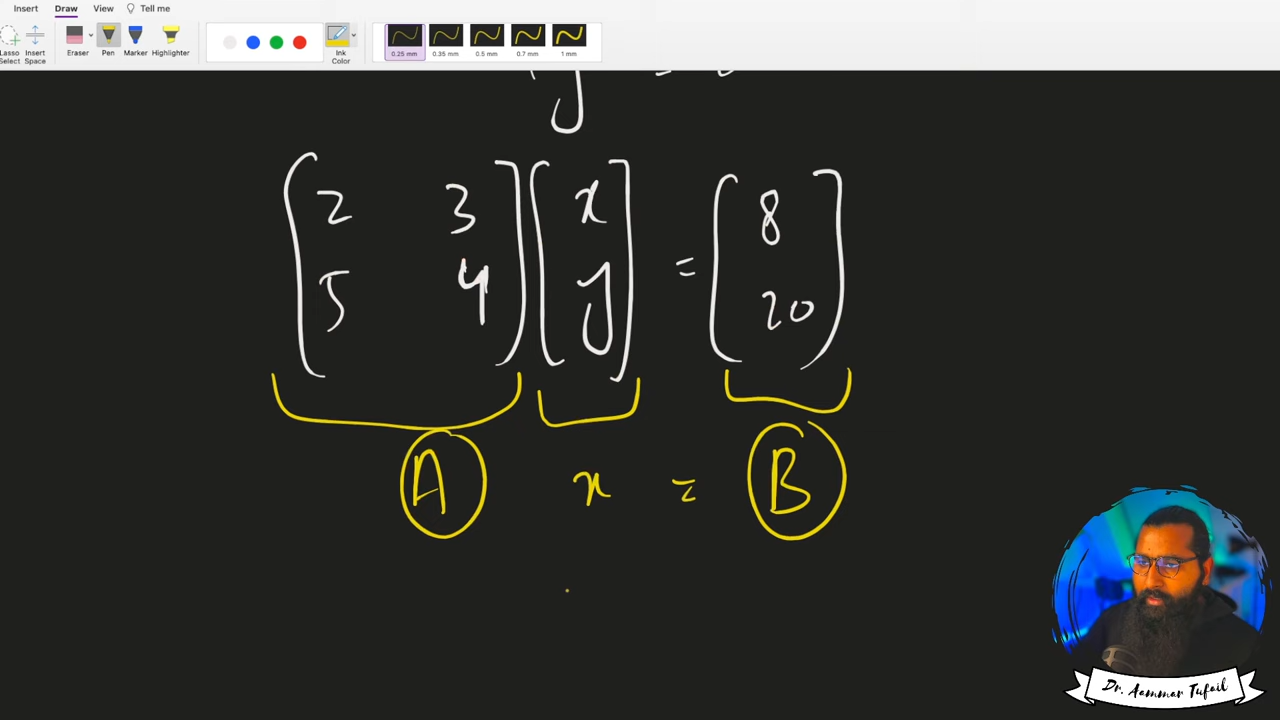 Insert Draw View Tell me
Lasso Select Insert Space Eraser Pen Marker Highlighter Ink Color 0.25 mm 0.35 mm 0.5 mm 0.7 mm 1 mm
y =
[2 3] [x] = [8]
[5 4] [y] [20]
A x = B
Dr. Aammar Tufail